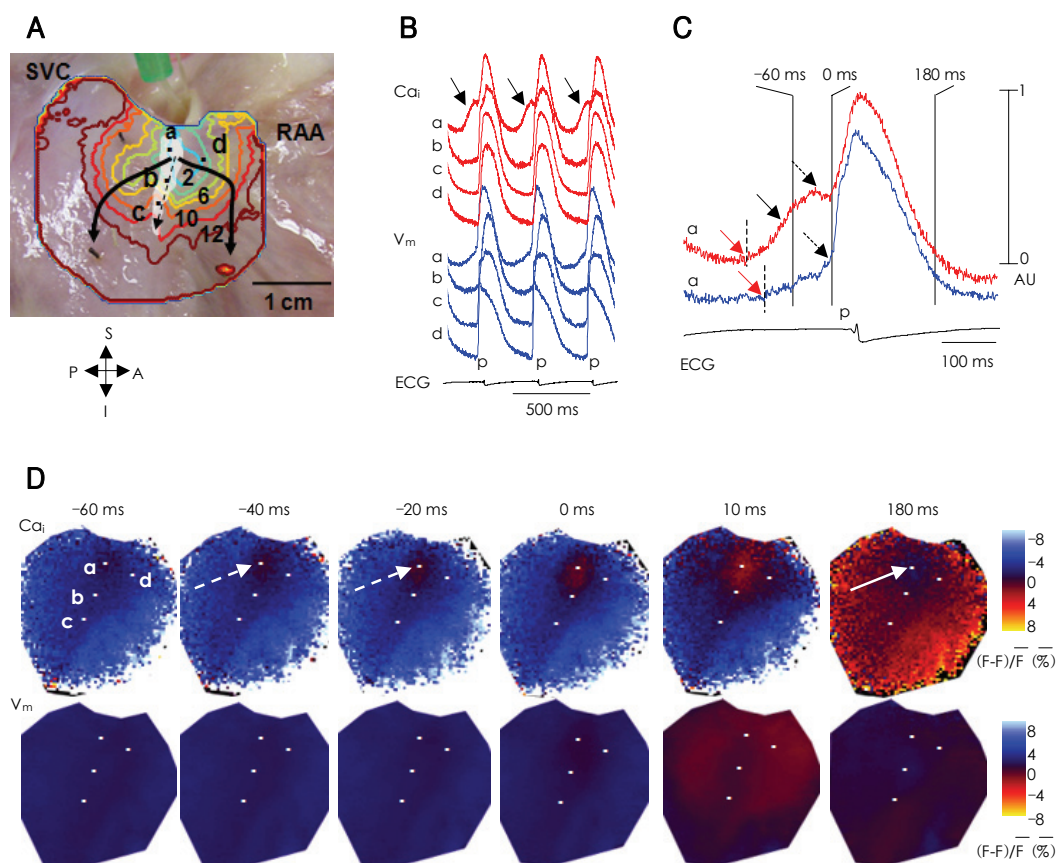 A
SVC
RAA
a
d
b
2
c
6
10
12
1 cm
S
P A
I
B
Cai
a
b
c
d
Vm
a
b
c
d
p p p
ECG
500 ms
C
−60 ms 0 ms 180 ms
1
a
0
a
AU
p
ECG
100 ms
D
−60 ms −40 ms −20 ms 0 ms 10 ms 180 ms
Cai
a
d
b
c
−8
−4
0
4
8
(F-F)/F (%)
Vm
8
4
0
−4
−8
(F-F)/F (%)